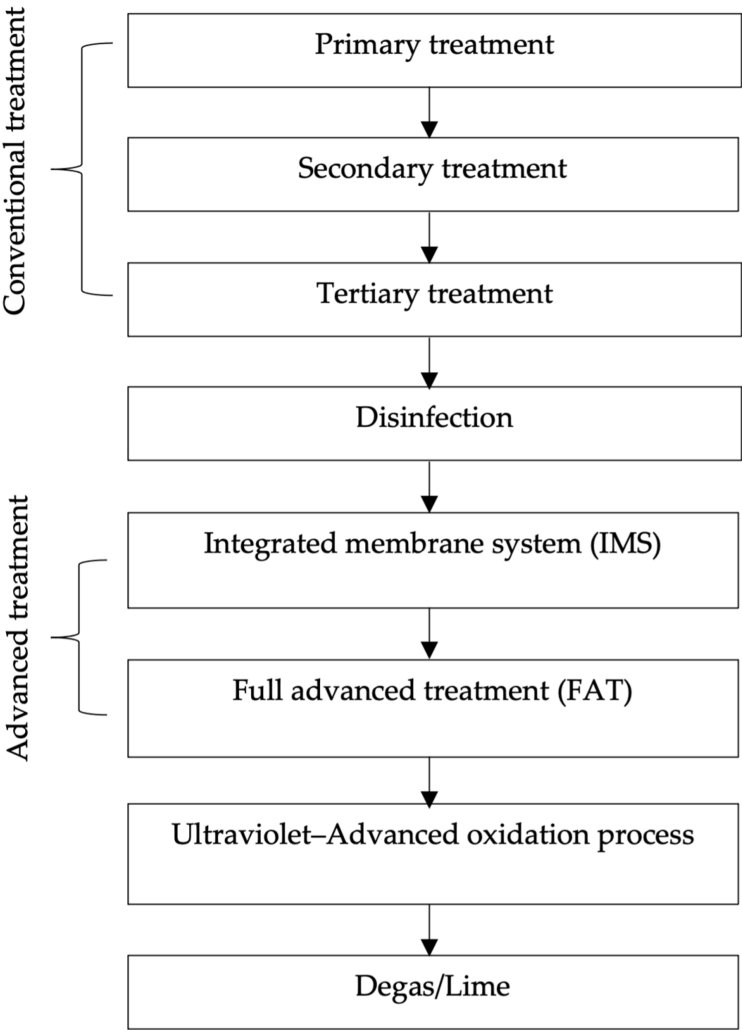 Conventional treatment
Primary treatment
Secondary treatment
Tertiary treatment
Disinfection
Advanced treatment
Integrated membrane system (IMS)
Full advanced treatment (FAT)
Ultraviolet–Advanced oxidation process
Degas/Lime